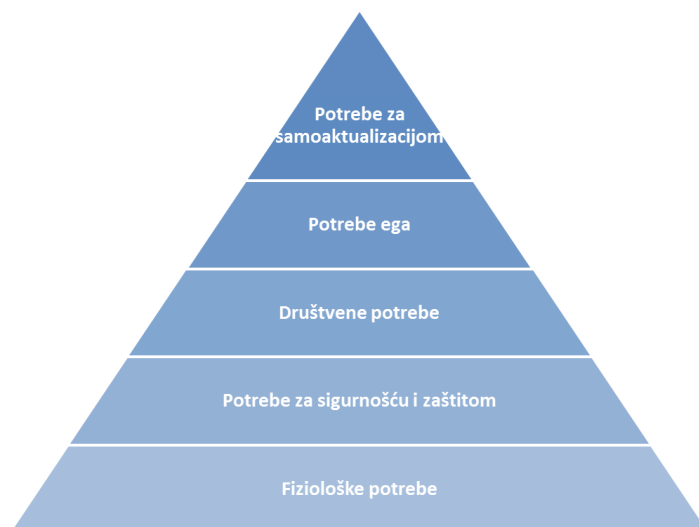 Potrebe za
samoaktualizacijom
Potrebe ega
Društvene potrebe
Potrebe za sigurnošću i zaštitom
Fiziološke potrebe